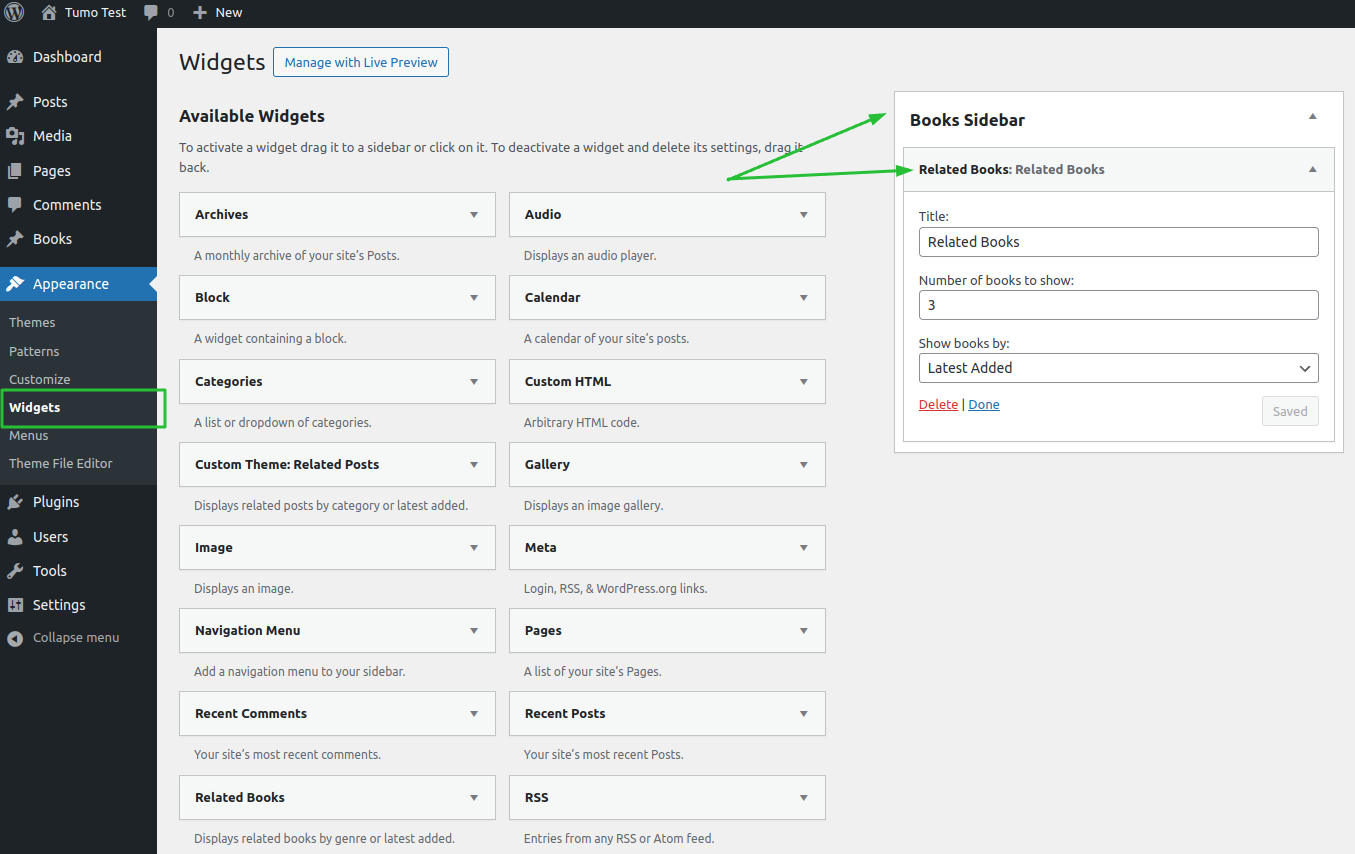 Tumo Test
0
New
Dashboard
Posts
Media
Pages
Comments
Books
Appearance
Themes
Patterns
Customize
Widgets
Menus
Theme File Editor
Plugins
Users
Tools
Settings
Collapse menu
Widgets
Manage with Live Preview
Available Widgets
To activate a widget drag it to a sidebar or click on it. To deactivate a widget and delete its settings, drag it
back.
Archives
A monthly archive of your site’s Posts.
Audio
Displays an audio player.
Block
A widget containing a block.
Calendar
A calendar of your site’s posts.
Categories
A list or dropdown of categories.
Custom HTML
Arbitrary HTML code.
Custom Theme: Related Posts
Displays related posts by category or latest added.
Gallery
Displays an image gallery.
Image
Displays an image.
Meta
Login, RSS, & WordPress.org links.
Navigation Menu
Add a navigation menu to your sidebar.
Pages
A list of your site’s Pages.
Recent Comments
Your site’s most recent comments.
Recent Posts
Your site’s most recent Posts.
Related Books
Displays related books by genre or latest added.
RSS
Entries from any RSS or Atom feed.
Books Sidebar
Related Books: Related Books
Title:
Related Books
Number of books to show:
3
Show books by:
Latest Added
Delete | Done
Saved